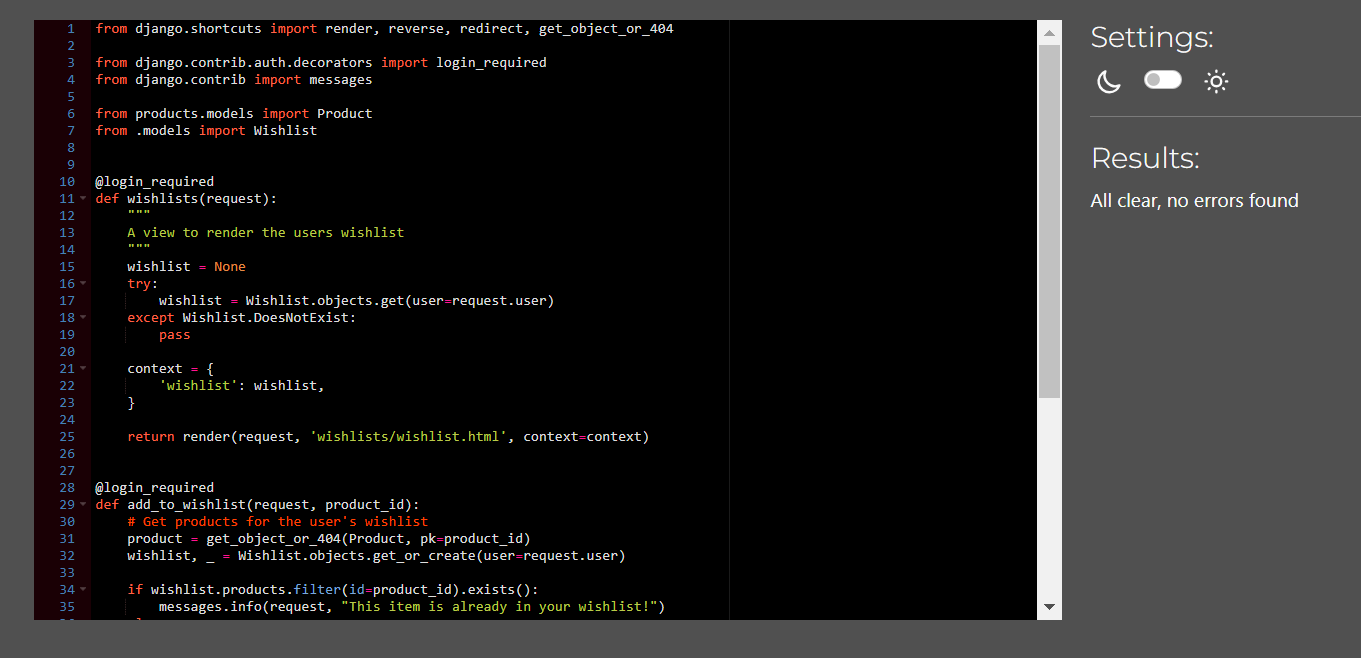 1 from django.shortcuts import render, reverse, redirect, get_object_or_404
2
3 from django.contrib.auth.decorators import login_required
4 from django.contrib import messages
5
6 from products.models import Product
7 from .models import Wishlist
8
9
10 @login_required
11 def wishlists(request):
12     """
13     A view to render the users wishlist
14     """
15     wishlist = None
16     try:
17         wishlist = Wishlist.objects.get(user=request.user)
18     except Wishlist.DoesNotExist:
19         pass
20
21     context = {
22         'wishlist': wishlist,
23     }
24
25     return render(request, 'wishlists/wishlist.html', context=context)
26
27
28 @login_required
29 def add_to_wishlist(request, product_id):
30     # Get products for the user's wishlist
31     product = get_object_or_404(Product, pk=product_id)
32     wishlist, _ = Wishlist.objects.get_or_create(user=request.user)
33
34     if wishlist.products.filter(id=product_id).exists():
35         messages.info(request, "This item is already in your wishlist!")
Settings:
Results:
All clear, no errors found